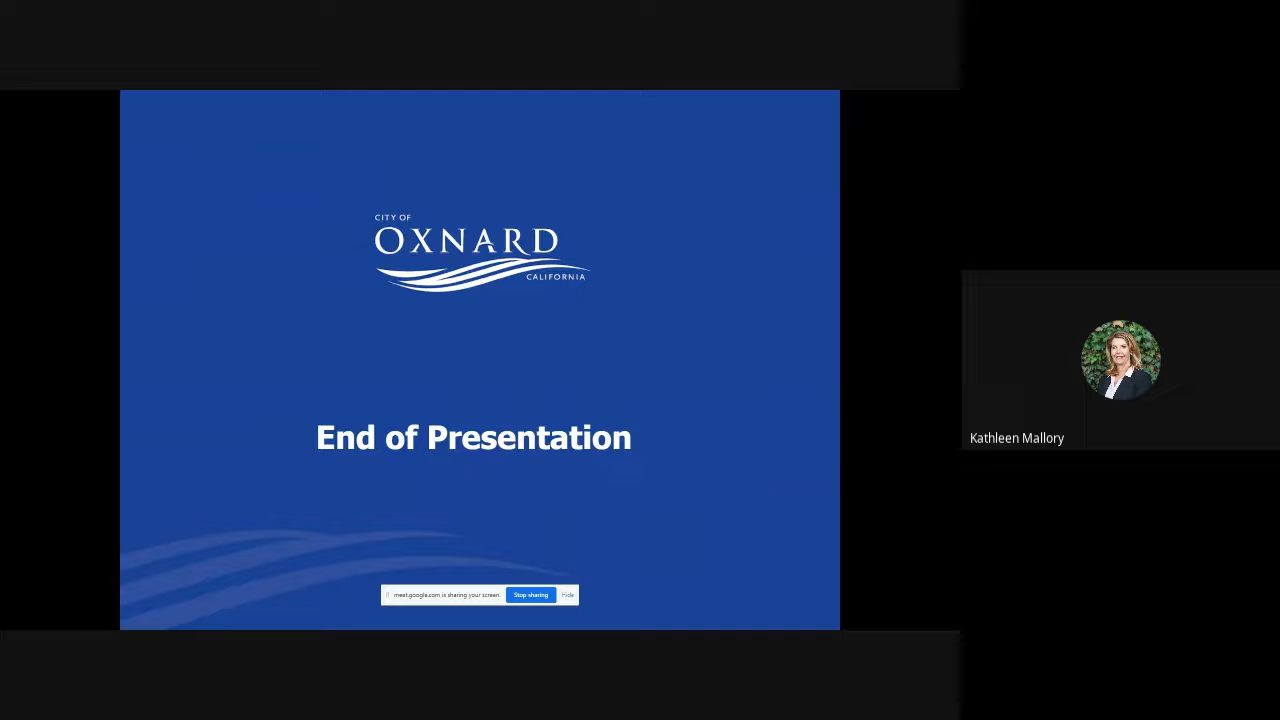 CITY OF
OXNARD
CALIFORNIA
End of Presentation
Kathleen Mallory
meet.google.com is sharing your screen.
Stop sharing
Hide